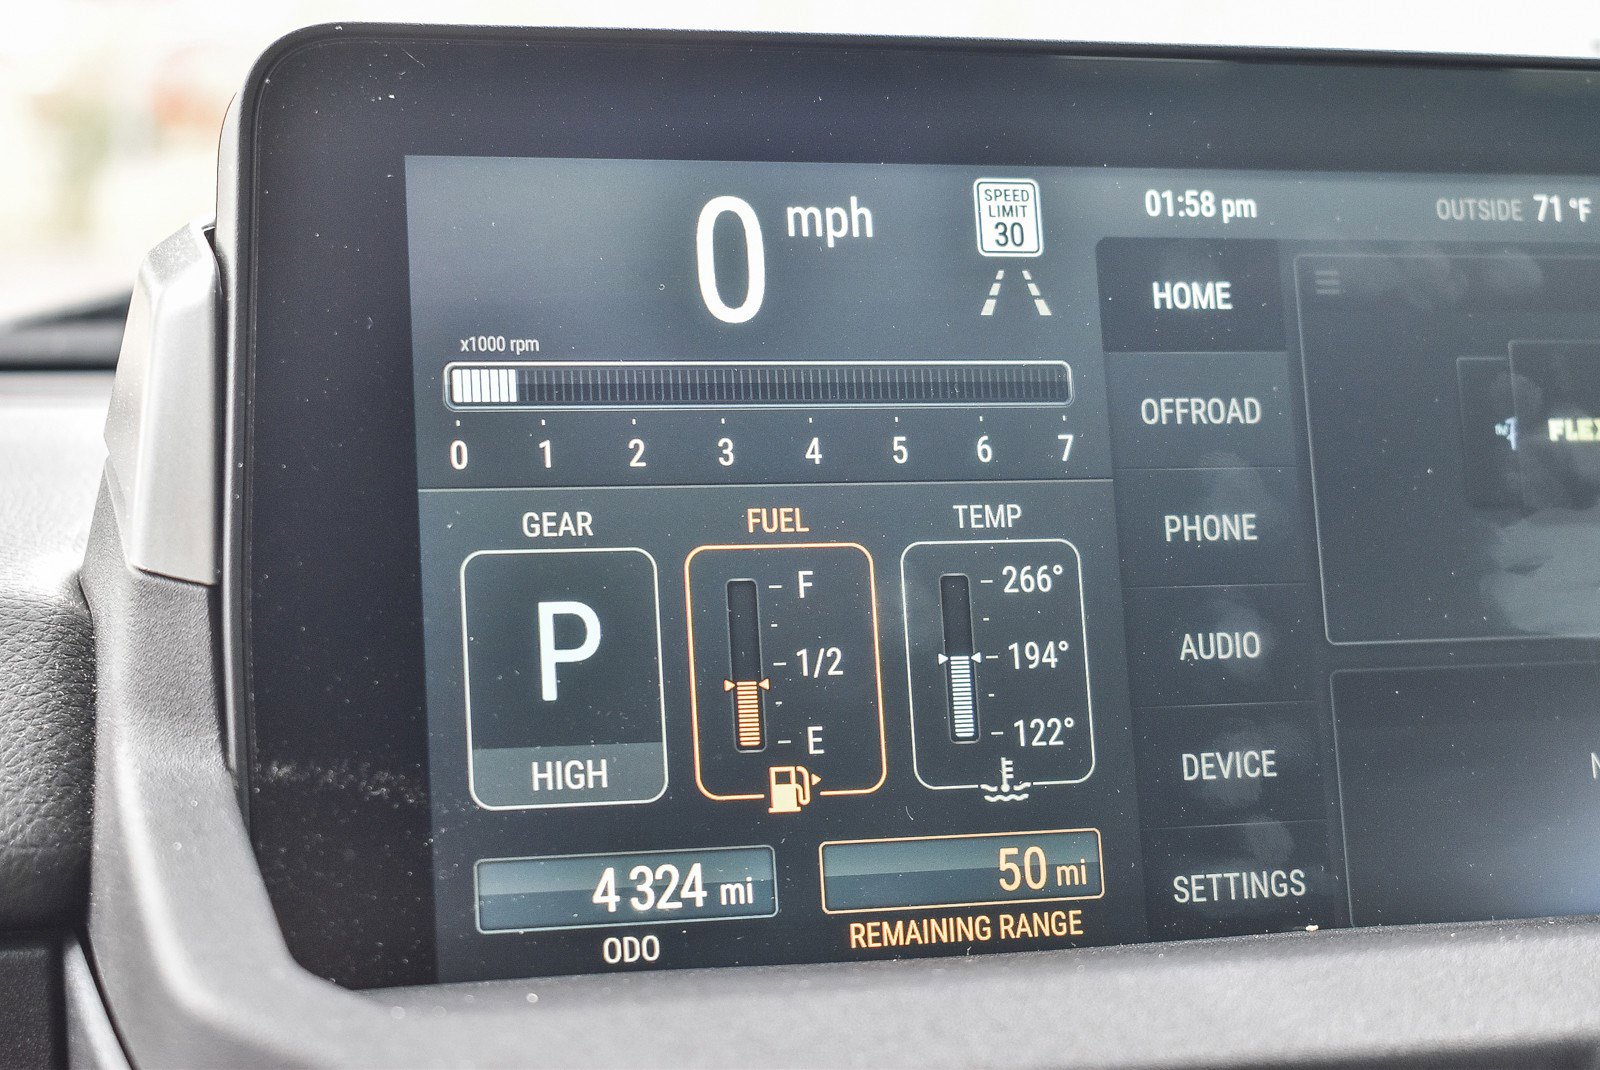 0 mph
SPEED
LIMIT
30
01:58 pm
OUTSIDE 71 °F
x1000 rpm
0 1 2 3 4 5 6 7
HOME
OFFROAD
PHONE
AUDIO
DEVICE
SETTINGS
GEAR
P
HIGH
FUEL
F
1/2
E
TEMP
266°
194°
122°
4 324 mi
ODO
50 mi
REMAINING RANGE